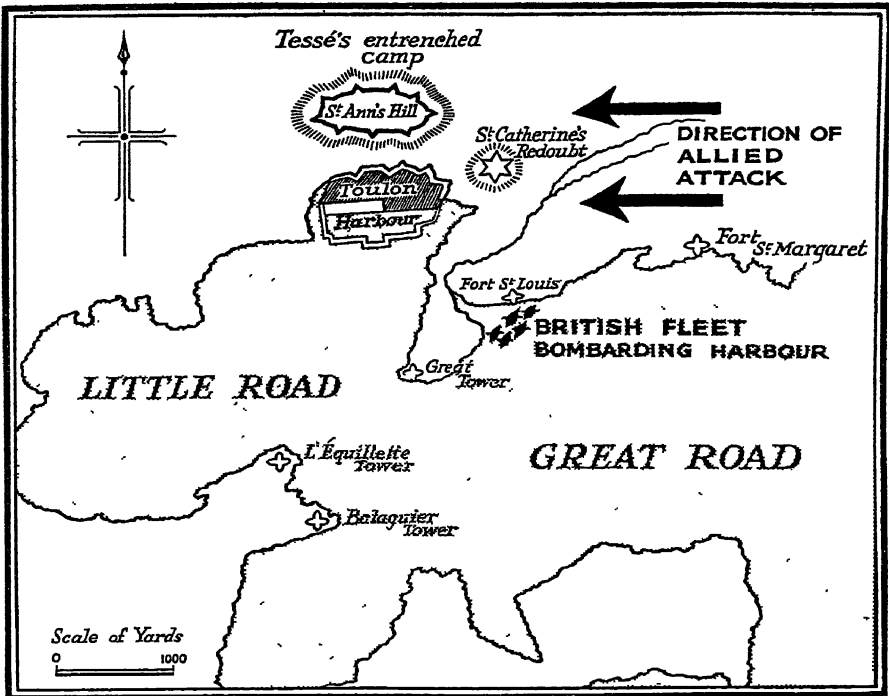 Tessé's entrenched
camp
St Ann's Hill
St Catherine's
Redoubt
DIRECTION OF
ALLIED
ATTACK
Toulon
Harbour
Fort
St Margaret
Fort St Louis
BRITISH FLEET
BOMBARDING HARBOUR
Great
Tower
LITTLE ROAD
GREAT ROAD
L'Équillette
Tower
Balaguier
Tower
Scale of Yards
0 1000